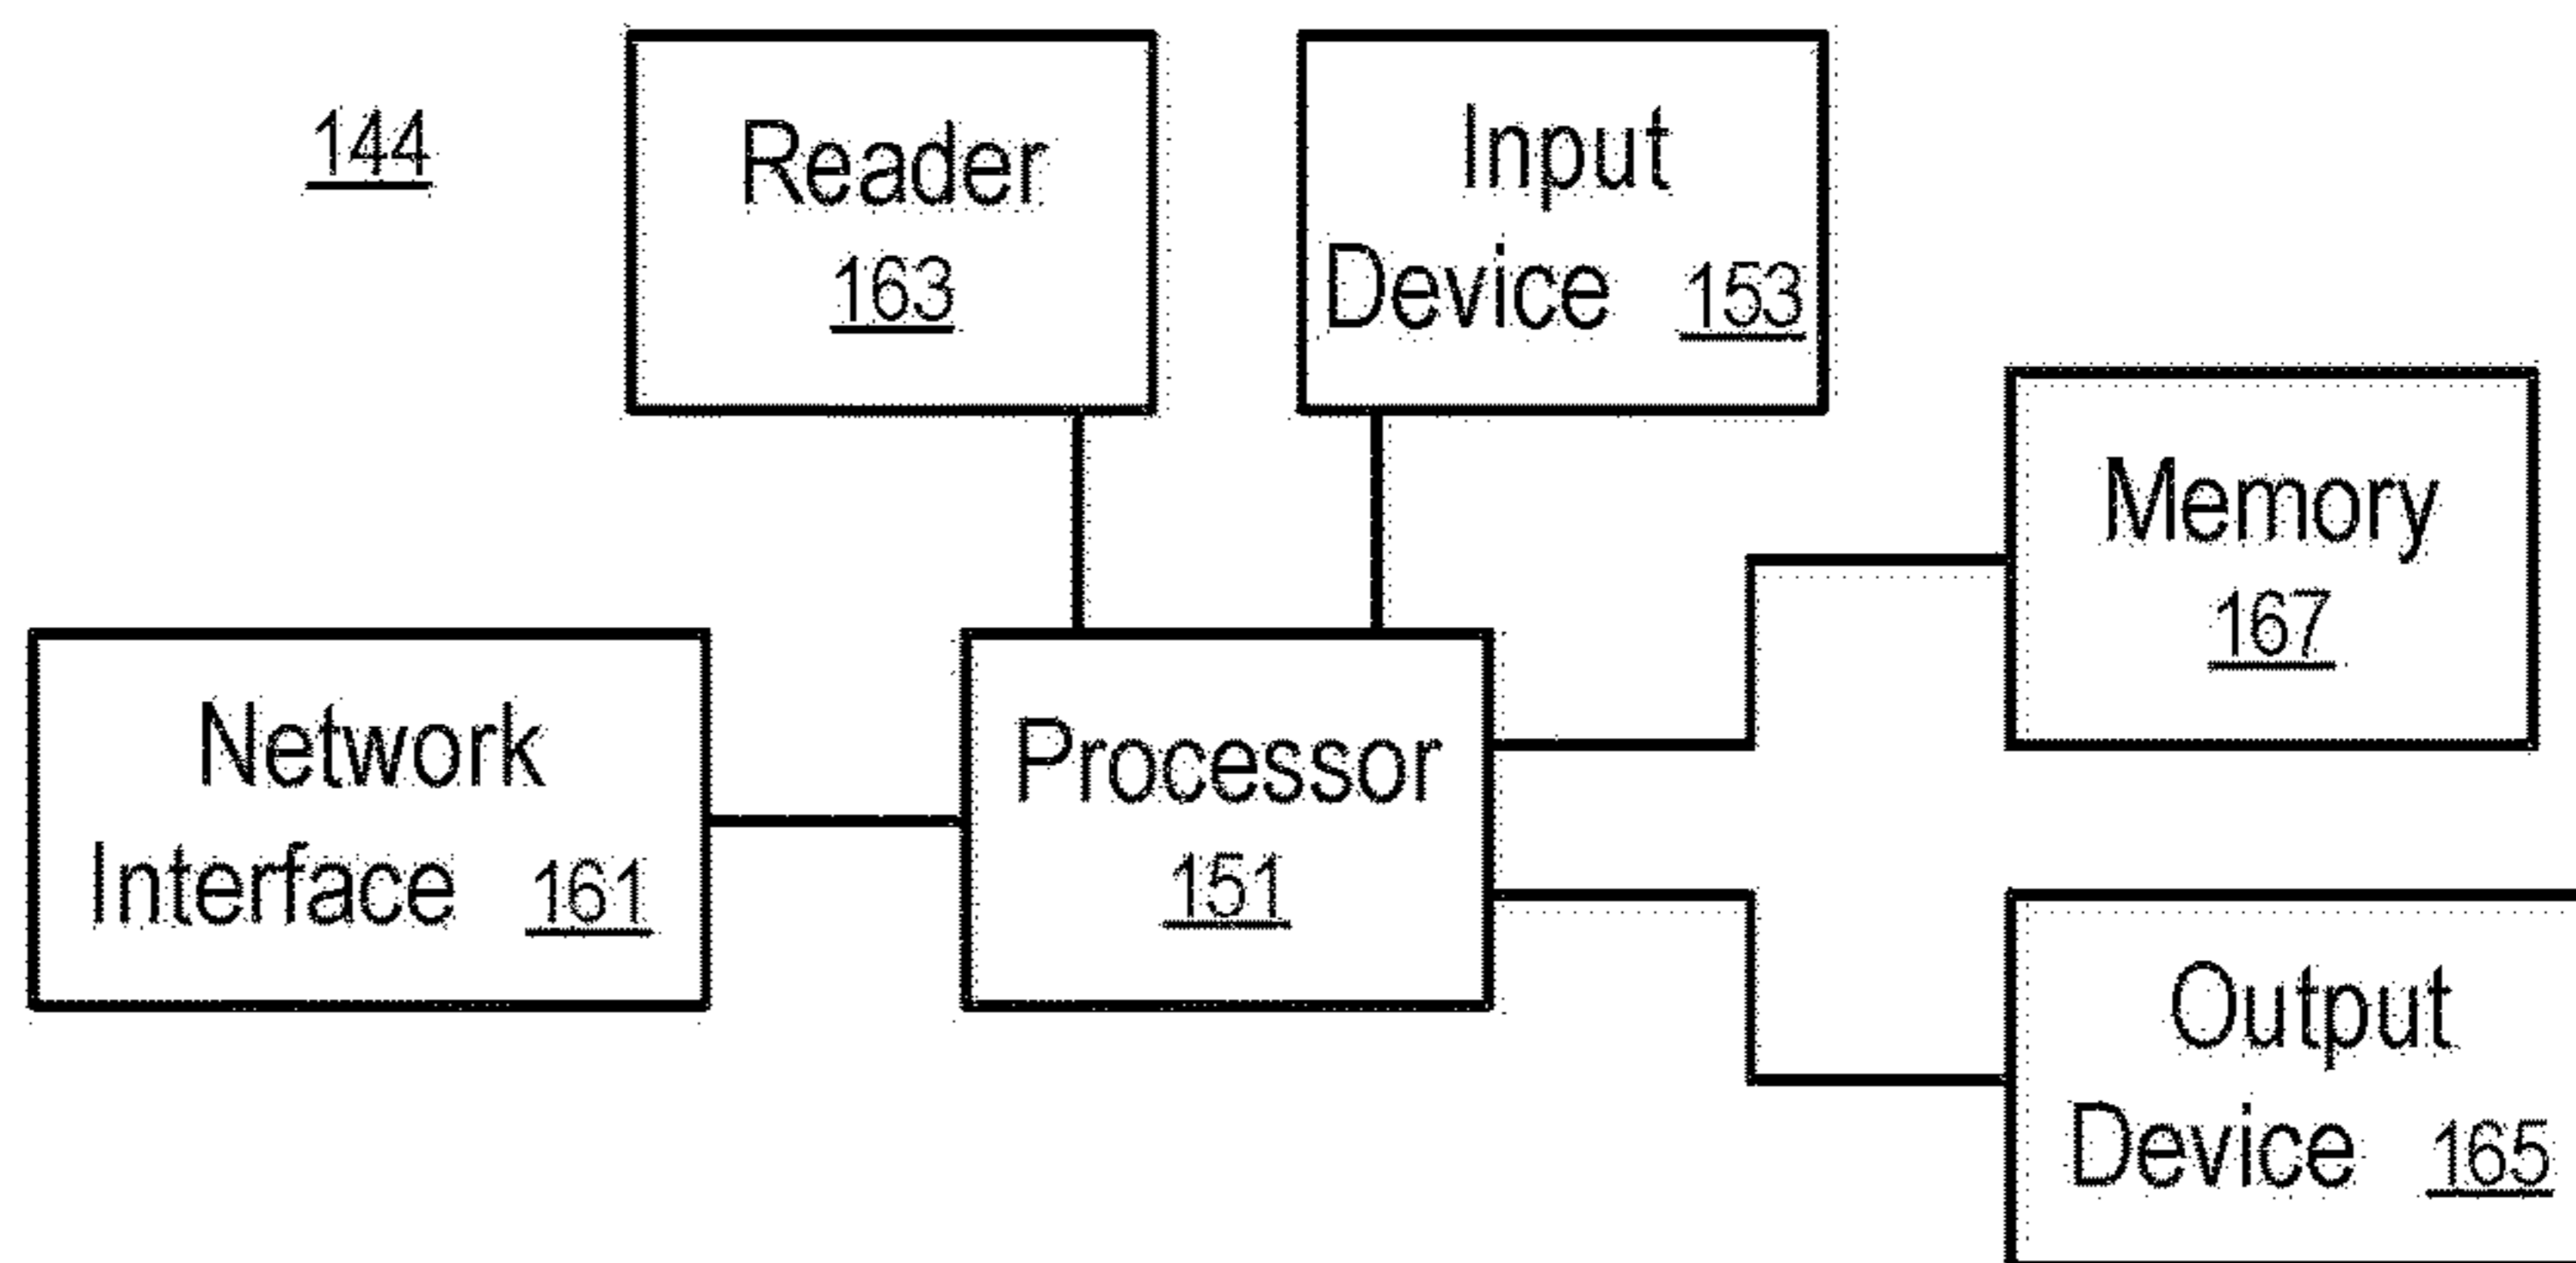 144
Reader
163
Input
Device 153
Memory
167
Network
Interface 161
Processor
151
Output
Device 165